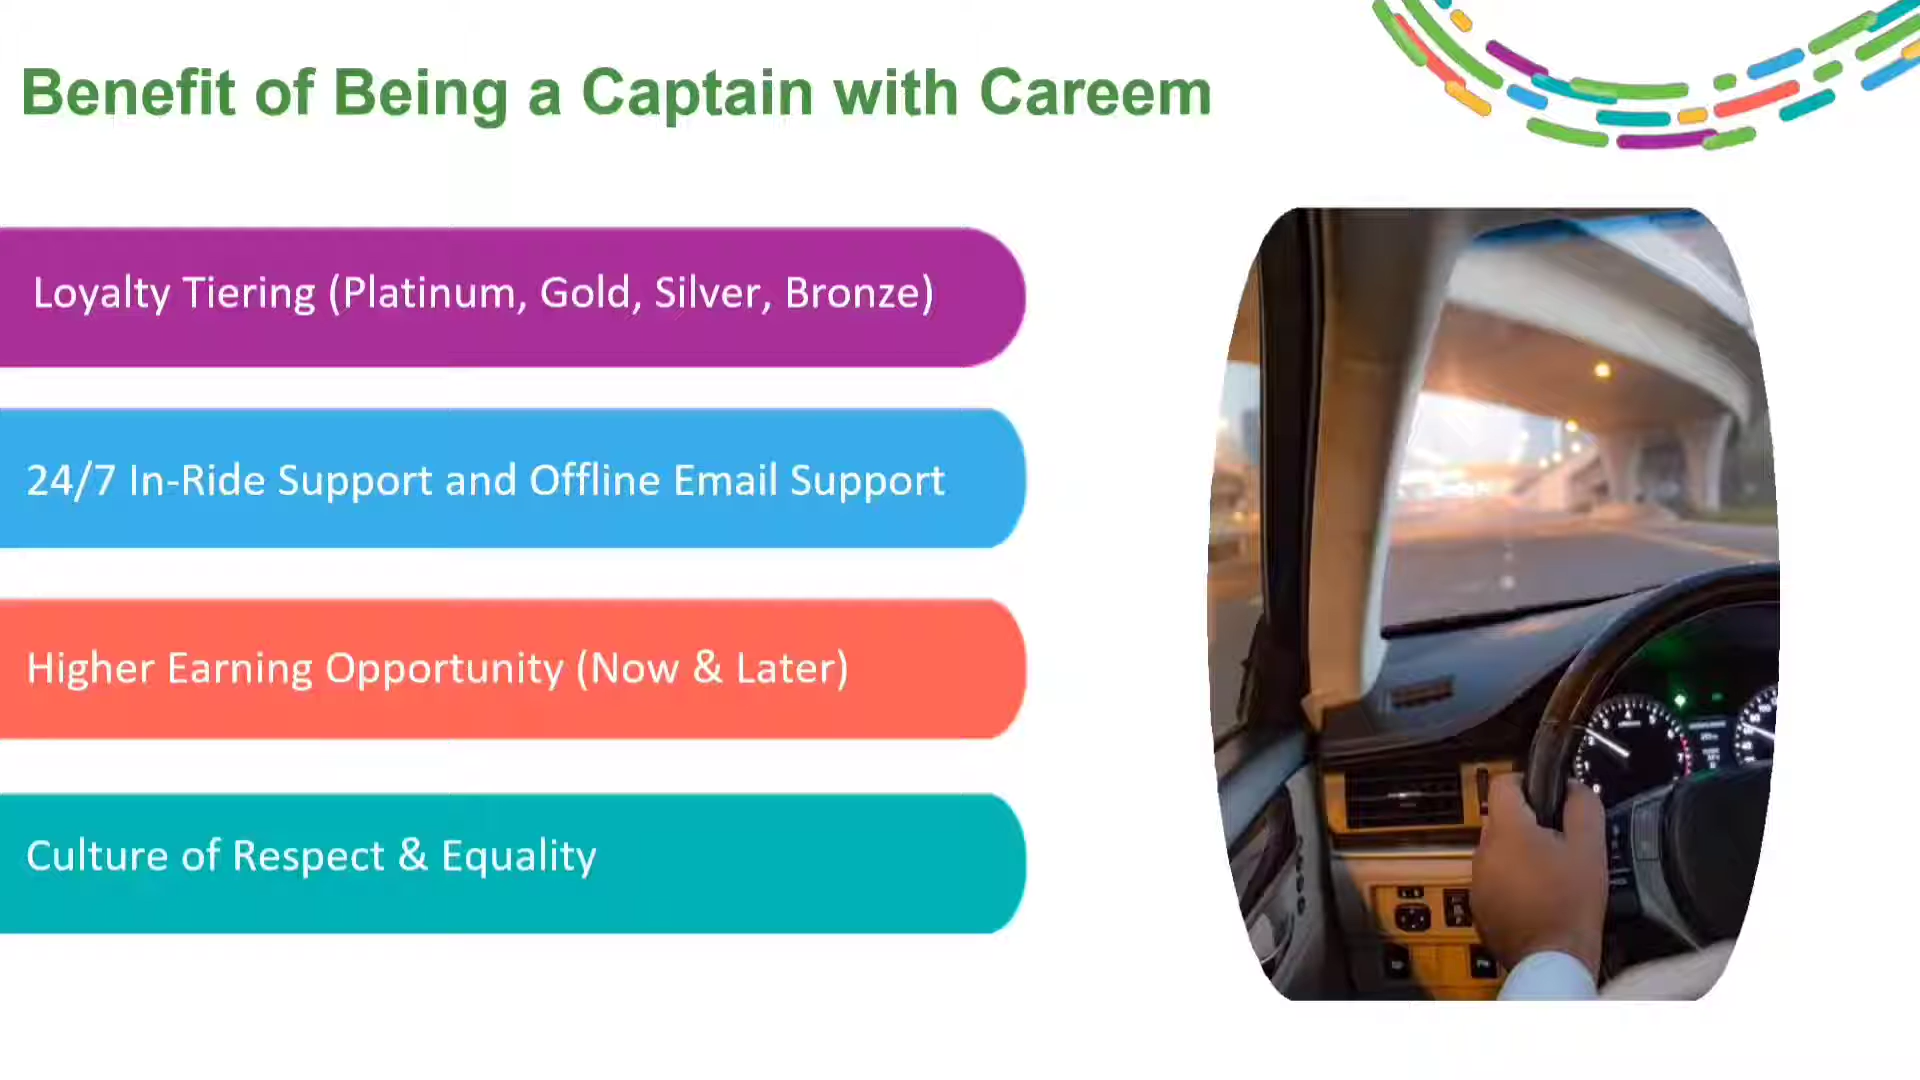 Benefit of Being a Captain with Careem
Loyalty Tiering (Platinum, Gold, Silver, Bronze)
24/7 In-Ride Support and Offline Email Support
Higher Earning Opportunity (Now & Later)
Culture of Respect & Equality